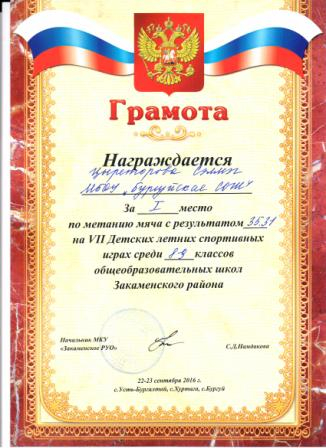 Грамота
Награждается
Цыреторова Сэлмэг
МБОУ „Бургуйская СОШ"
За I место
по метанию мяча с результатом 35.31
на VII Детских летних спортивных
играх среди 8-9 классов
общеобразовательных школ
Закаменского района
Начальник МКУ
«Закаменское РУО»
С.Д.Намдакова
22-23 сентября 2016 г.
с.Усть-Бургалтай, с.Хуртага, с.Бургуй